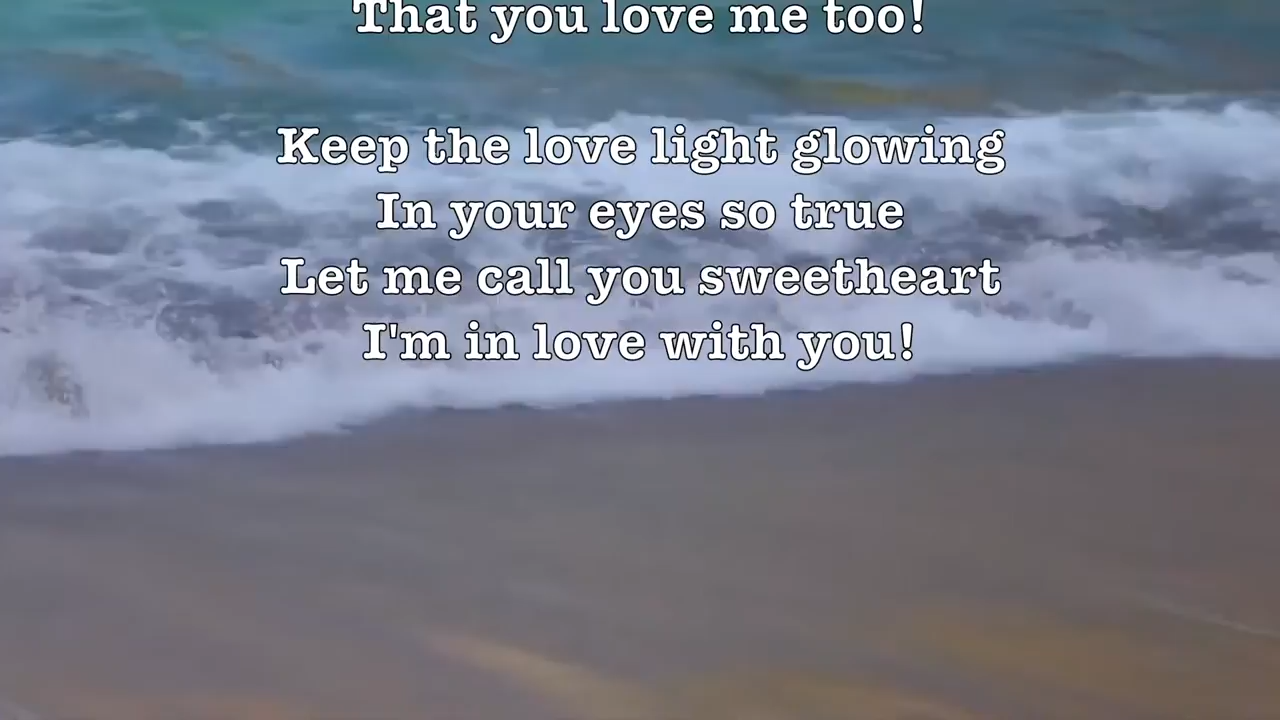 That you love me too!
Keep the love light glowing
In your eyes so true
Let me call you sweetheart
I'm in love with you!